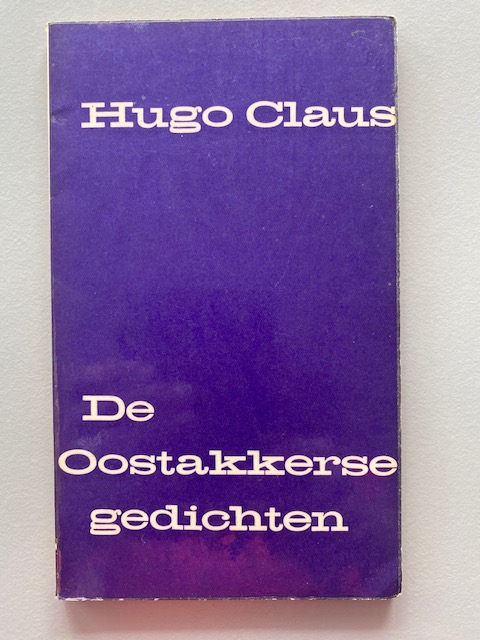 Hugo Claus
De
Oostakkerse
gedichten